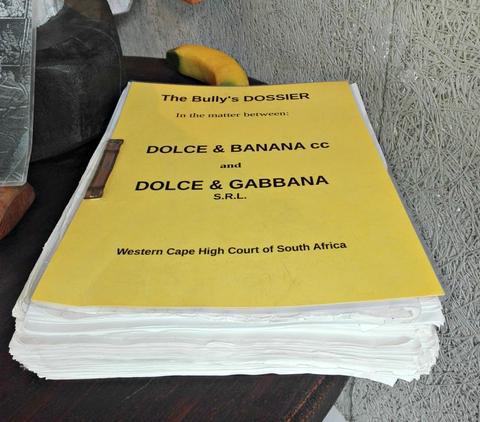 The Bully's DOSSIER
In the matter between:
DOLCE & BANANA cc
and
DOLCE & GABBANA
S.R.L.
Western Cape High Court of South Africa